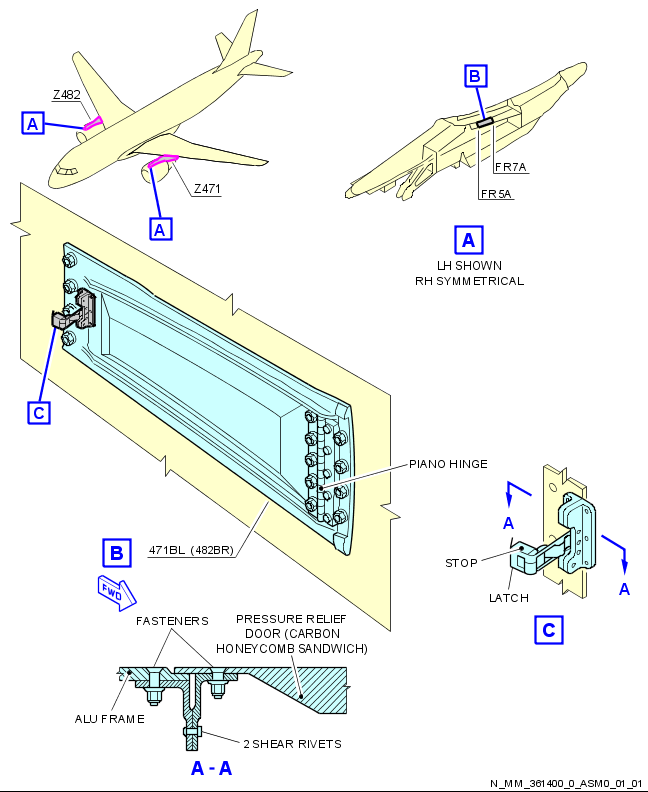 Z482
A
Z471
A
B
FR7A
FR5A
A
LH SHOWN
RH SYMMETRICAL
C
PIANO HINGE
471BL (482BR)
B
FWD
A
STOP
LATCH
A
C
FASTENERS
PRESSURE RELIEF
DOOR (CARBON
HONEYCOMB SANDWICH)
ALU FRAME
2 SHEAR RIVETS
A - A
N_MM_361400_0_ASM0_01_01